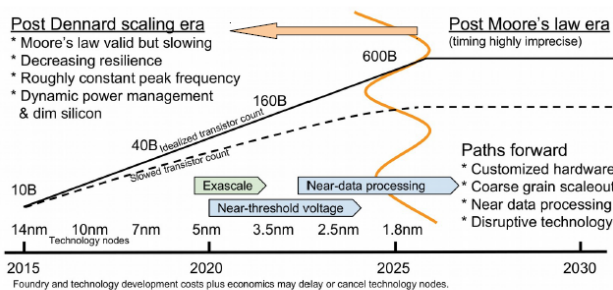 Post Dennard scaling era
* Moore's law valid but slowing
* Decreasing resilience
* Roughly constant peak frequency
* Dynamic power management
& dim silicon
Post Moore's law era
(timing highly imprecise)
600B
160B
40B
10B
Idealized transistor count
Slowed transistor count
Exascale
Near-data processing
Near-threshold voltage
Paths forward
* Customized hardware
* Coarse grain scaleout
* Near data processing
* Disruptive technology
14nm 10nm 7nm 5nm 3.5nm 2.5nm 1.8nm
Technology nodes
2015 2020 2025 2030
Foundry and technology development costs plus economics may delay or cancel technology nodes.